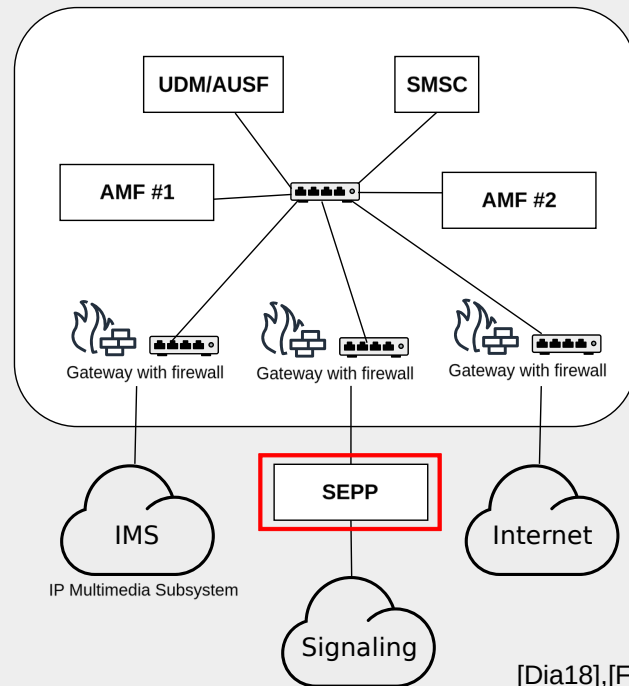 UDM/AUSF
SMSC
AMF #1
AMF #2
Gateway with firewall
Gateway with firewall
Gateway with firewall
SEPP
IMS
Internet
IP Multimedia Subsystem
Signaling
[Dia18],[F